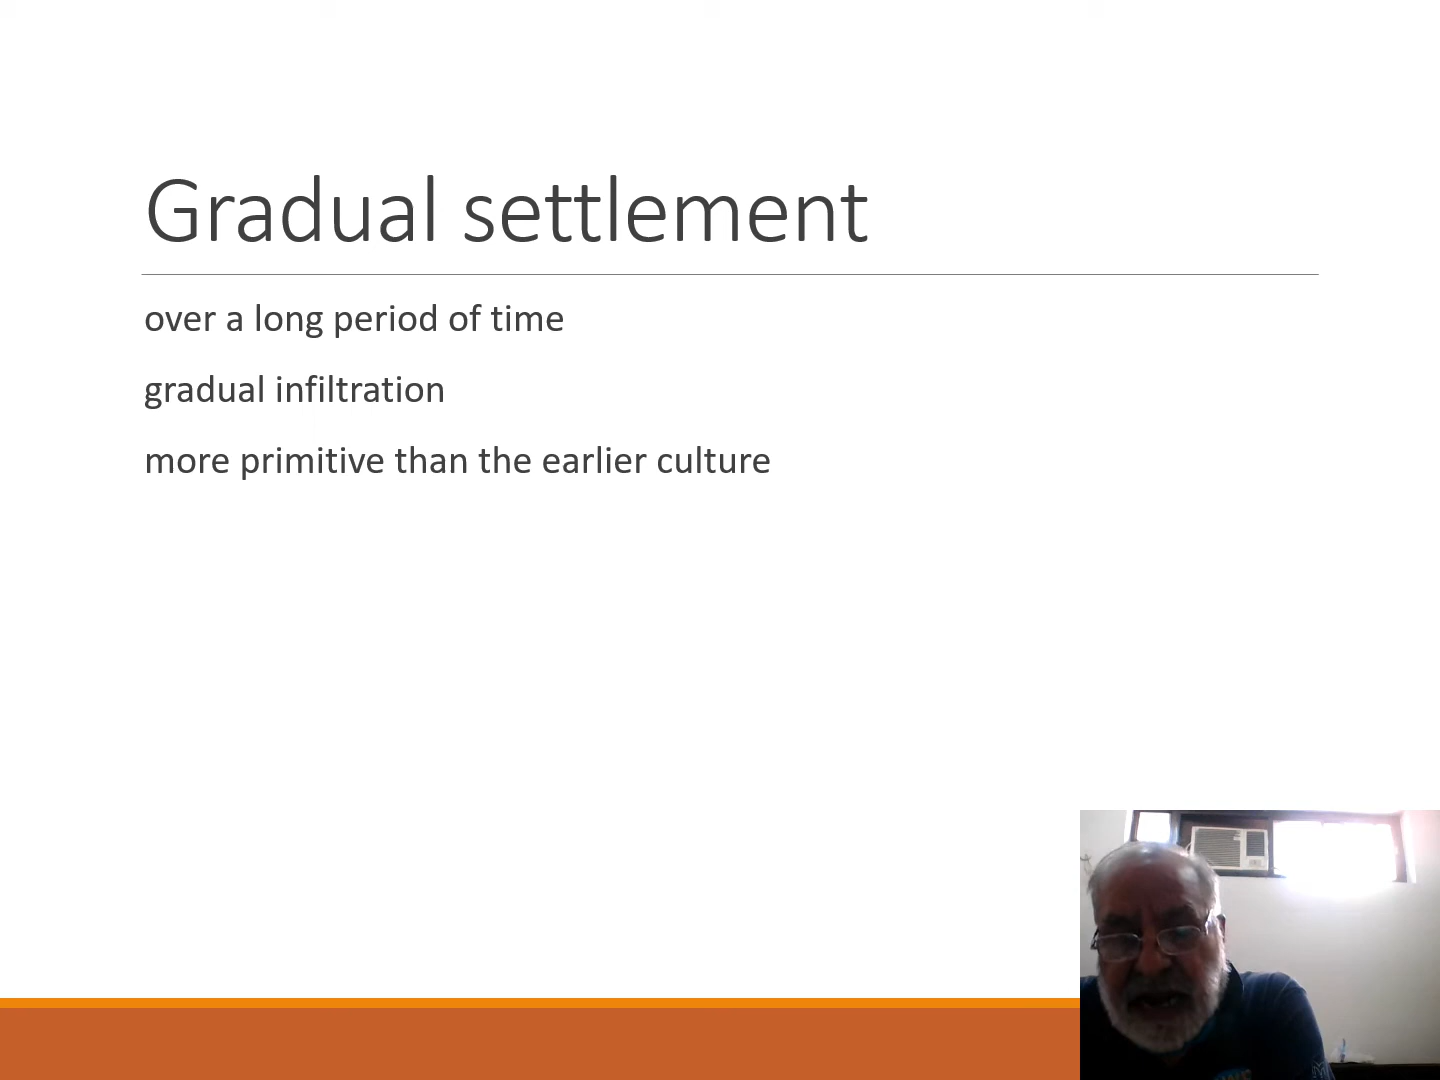 Gradual settlement
over a long period of time
gradual infiltration
more primitive than the earlier culture